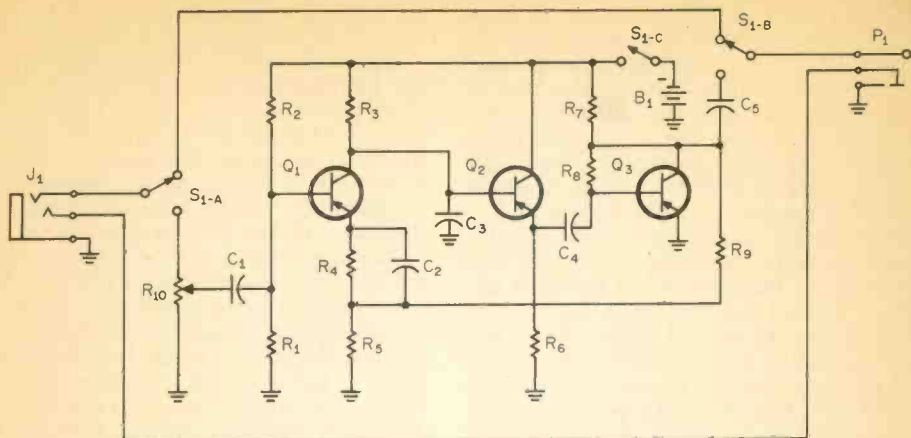 S1-B
S1-C
P1
B1
C5
R2
R3
R7
J1
Q1
Q2
R8
Q3
S1-A
C3
C4
R10
C1
R4
C2
R9
R1
R5
R6